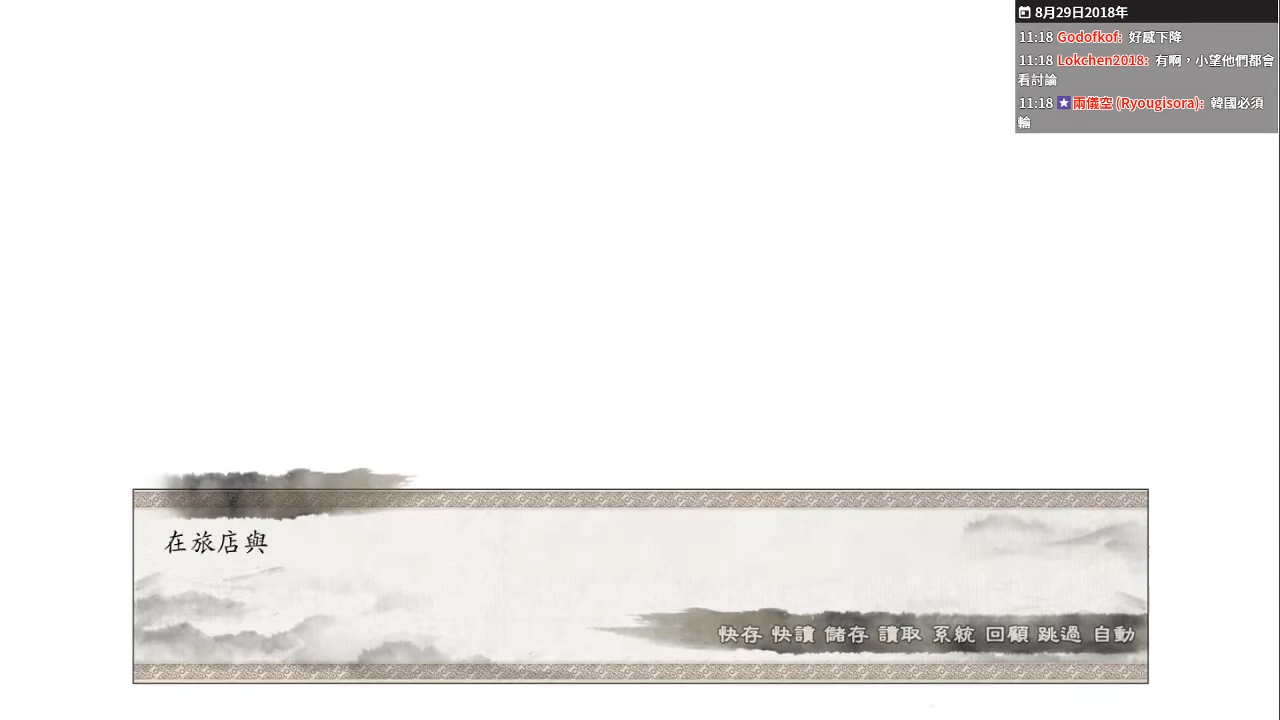 8月29日2018年
11:18 Godofkof: 好感下降
11:18 Lokchen2018: 有啊，小望他們都會
看討論
11:18 兩儀空 (Ryougisora): 韓國必須
輸
在旅店與
快存 快讀 儲存 讀取 系統 回顧 跳過 自動